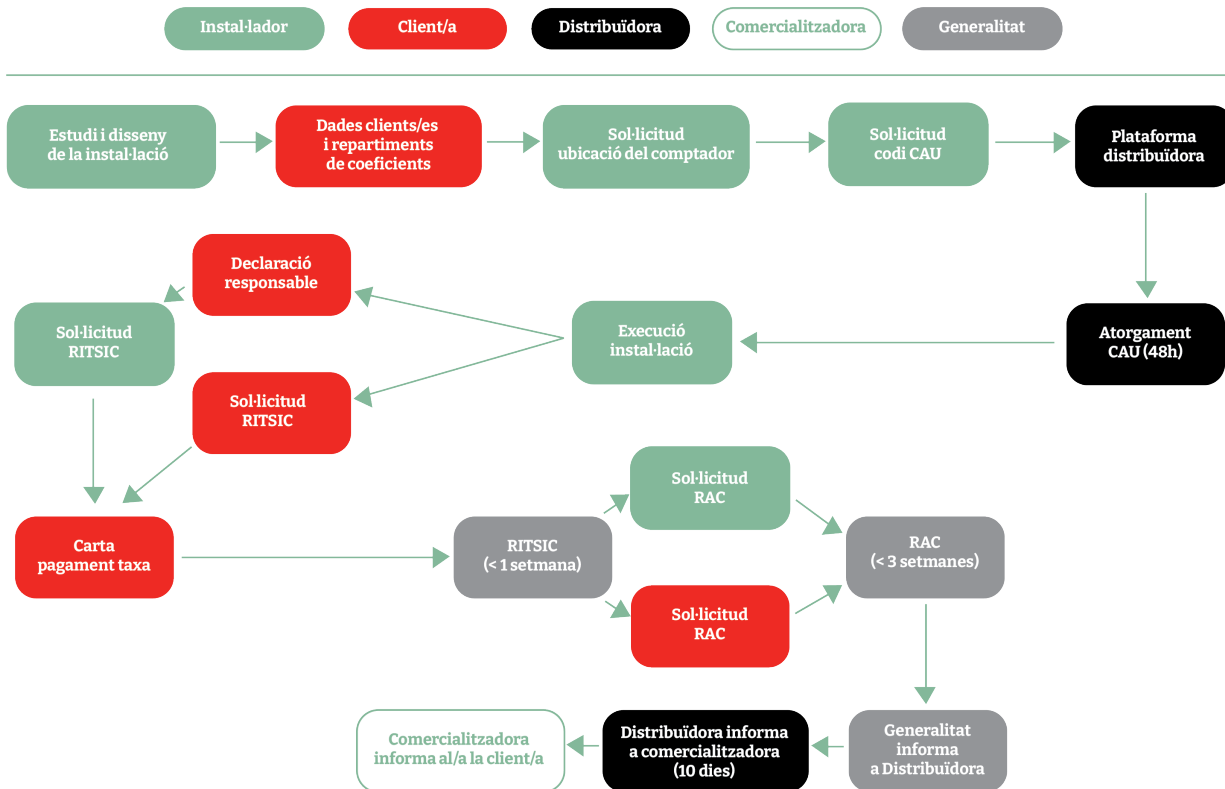 Instal·lador
Client/a
Distribuïdora
Comercialitzadora
Generalitat
Estudi i disseny
de la instal·lació
Dades clients/es
i repartiments
de coeficients
Sol·licitud
ubicació del comptador
Sol·licitud
codi CAU
Plataforma
distribuïdora
Declaració
responsable
Sol·licitud
RITSIC
Execució
instal·lació
Atorgament
CAU (48h)
Sol·licitud
RITSIC
Sol·licitud
RAC
Carta
pagament taxa
RITSIC
(< 1 setmana)
RAC
(< 3 setmanes)
Sol·licitud
RAC
Comercialitzadora
informa al/a la client/a
Distribuïdora informa
a comercialitzadora
(10 dies)
Generalitat
informa
a Distribuïdora